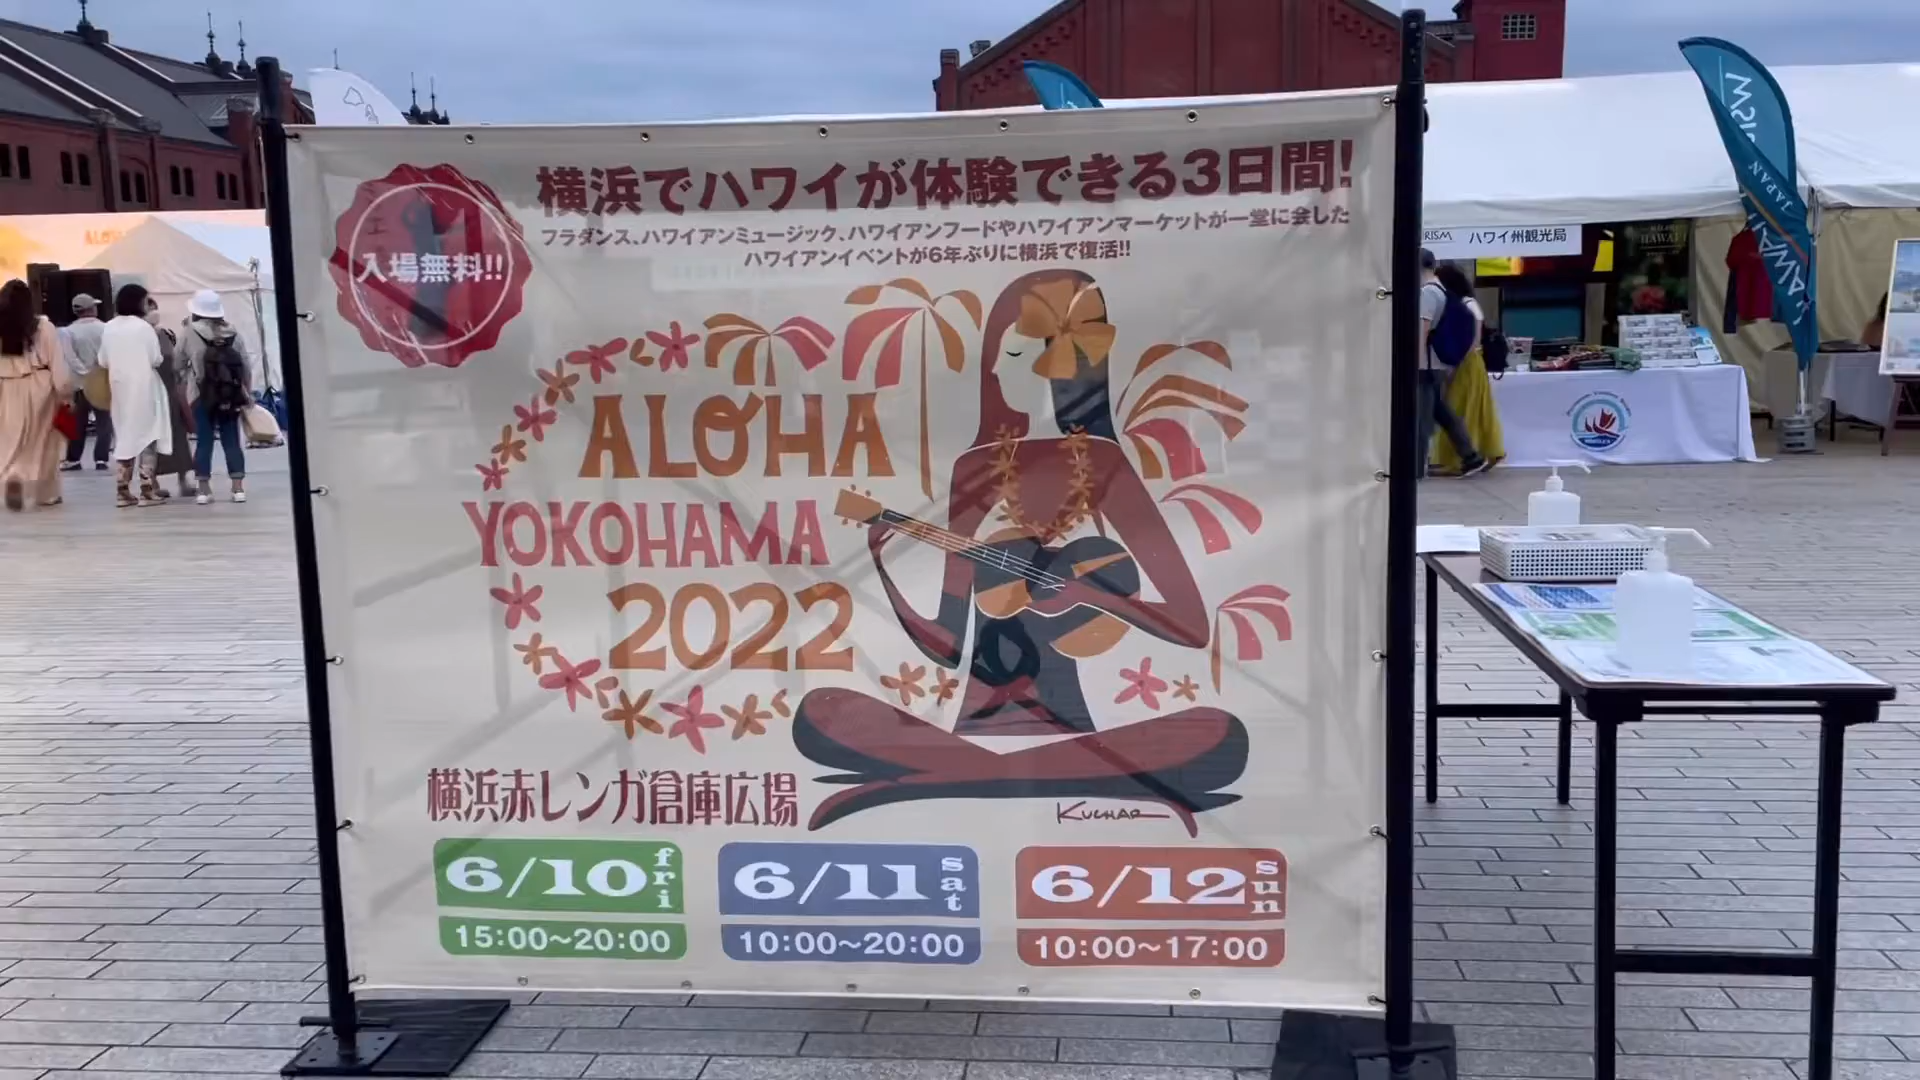 横浜でハワイが体験できる3日間!
フラダンス、ハワイアンミュージック、ハワイアンフードやハワイアンマーケットが一堂に会した
ハワイアンイベントが6年ぶりに横浜で復活!!
入場無料!!
ALOHA
YOKOHAMA
2022
KUCHAR
横浜赤レンガ倉庫広場
6/10 fri
15:00~20:00
6/11 sat
10:00~20:00
6/12 sun
10:00~17:00
ハワイ州観光局
HAWAI
JAPAN